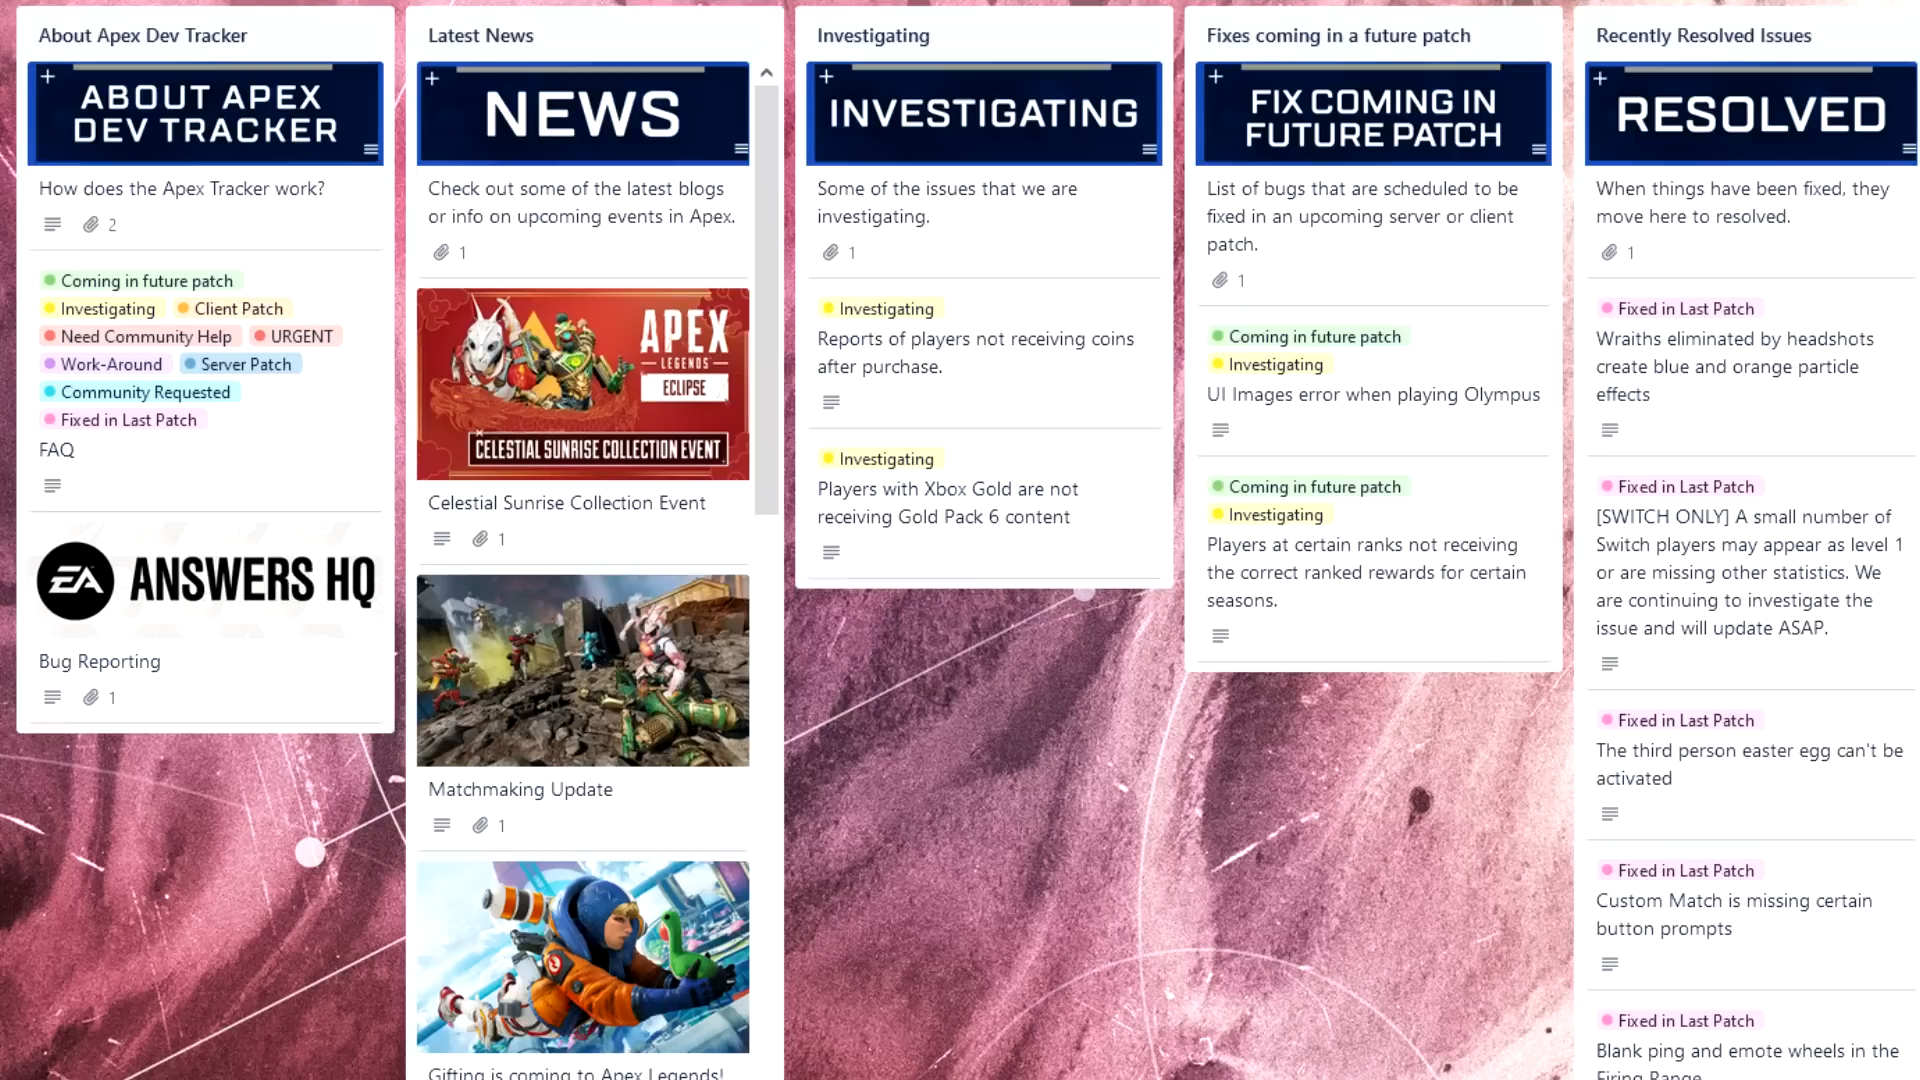 About Apex Dev Tracker
ABOUT APEX
DEV TRACKER
How does the Apex Tracker work?
2
Coming in future patch
Investigating Client Patch
Need Community Help URGENT
Work-Around Server Patch
Community Requested
Fixed in Last Patch
FAQ
EA ANSWERS HQ
Bug Reporting
1
Latest News
NEWS
Check out some of the latest blogs
or info on upcoming events in Apex.
1
APEX
LEGENDS
ECLIPSE
CELESTIAL SUNRISE COLLECTION EVENT
Celestial Sunrise Collection Event
1
Matchmaking Update
1
Gifting is coming to Apex Legends!
Investigating
INVESTIGATING
Some of the issues that we are
investigating.
1
Investigating
Reports of players not receiving coins
after purchase.
Investigating
Players with Xbox Gold are not
receiving Gold Pack 6 content
Fixes coming in a future patch
FIX COMING IN
FUTURE PATCH
List of bugs that are scheduled to be
fixed in an upcoming server or client
patch.
1
Coming in future patch
Investigating
UI Images error when playing Olympus
Coming in future patch
Investigating
Players at certain ranks not receiving
the correct ranked rewards for certain
seasons.
Recently Resolved Issues
RESOLVED
When things have been fixed, they
move here to resolved.
1
Fixed in Last Patch
Wraiths eliminated by headshots
create blue and orange particle
effects
Fixed in Last Patch
[SWITCH ONLY] A small number of
Switch players may appear as level 1
or are missing other statistics. We
are continuing to investigate the
issue and will update ASAP.
Fixed in Last Patch
The third person easter egg can't be
activated
Fixed in Last Patch
Custom Match is missing certain
button prompts
Fixed in Last Patch
Blank ping and emote wheels in the
Firing Range